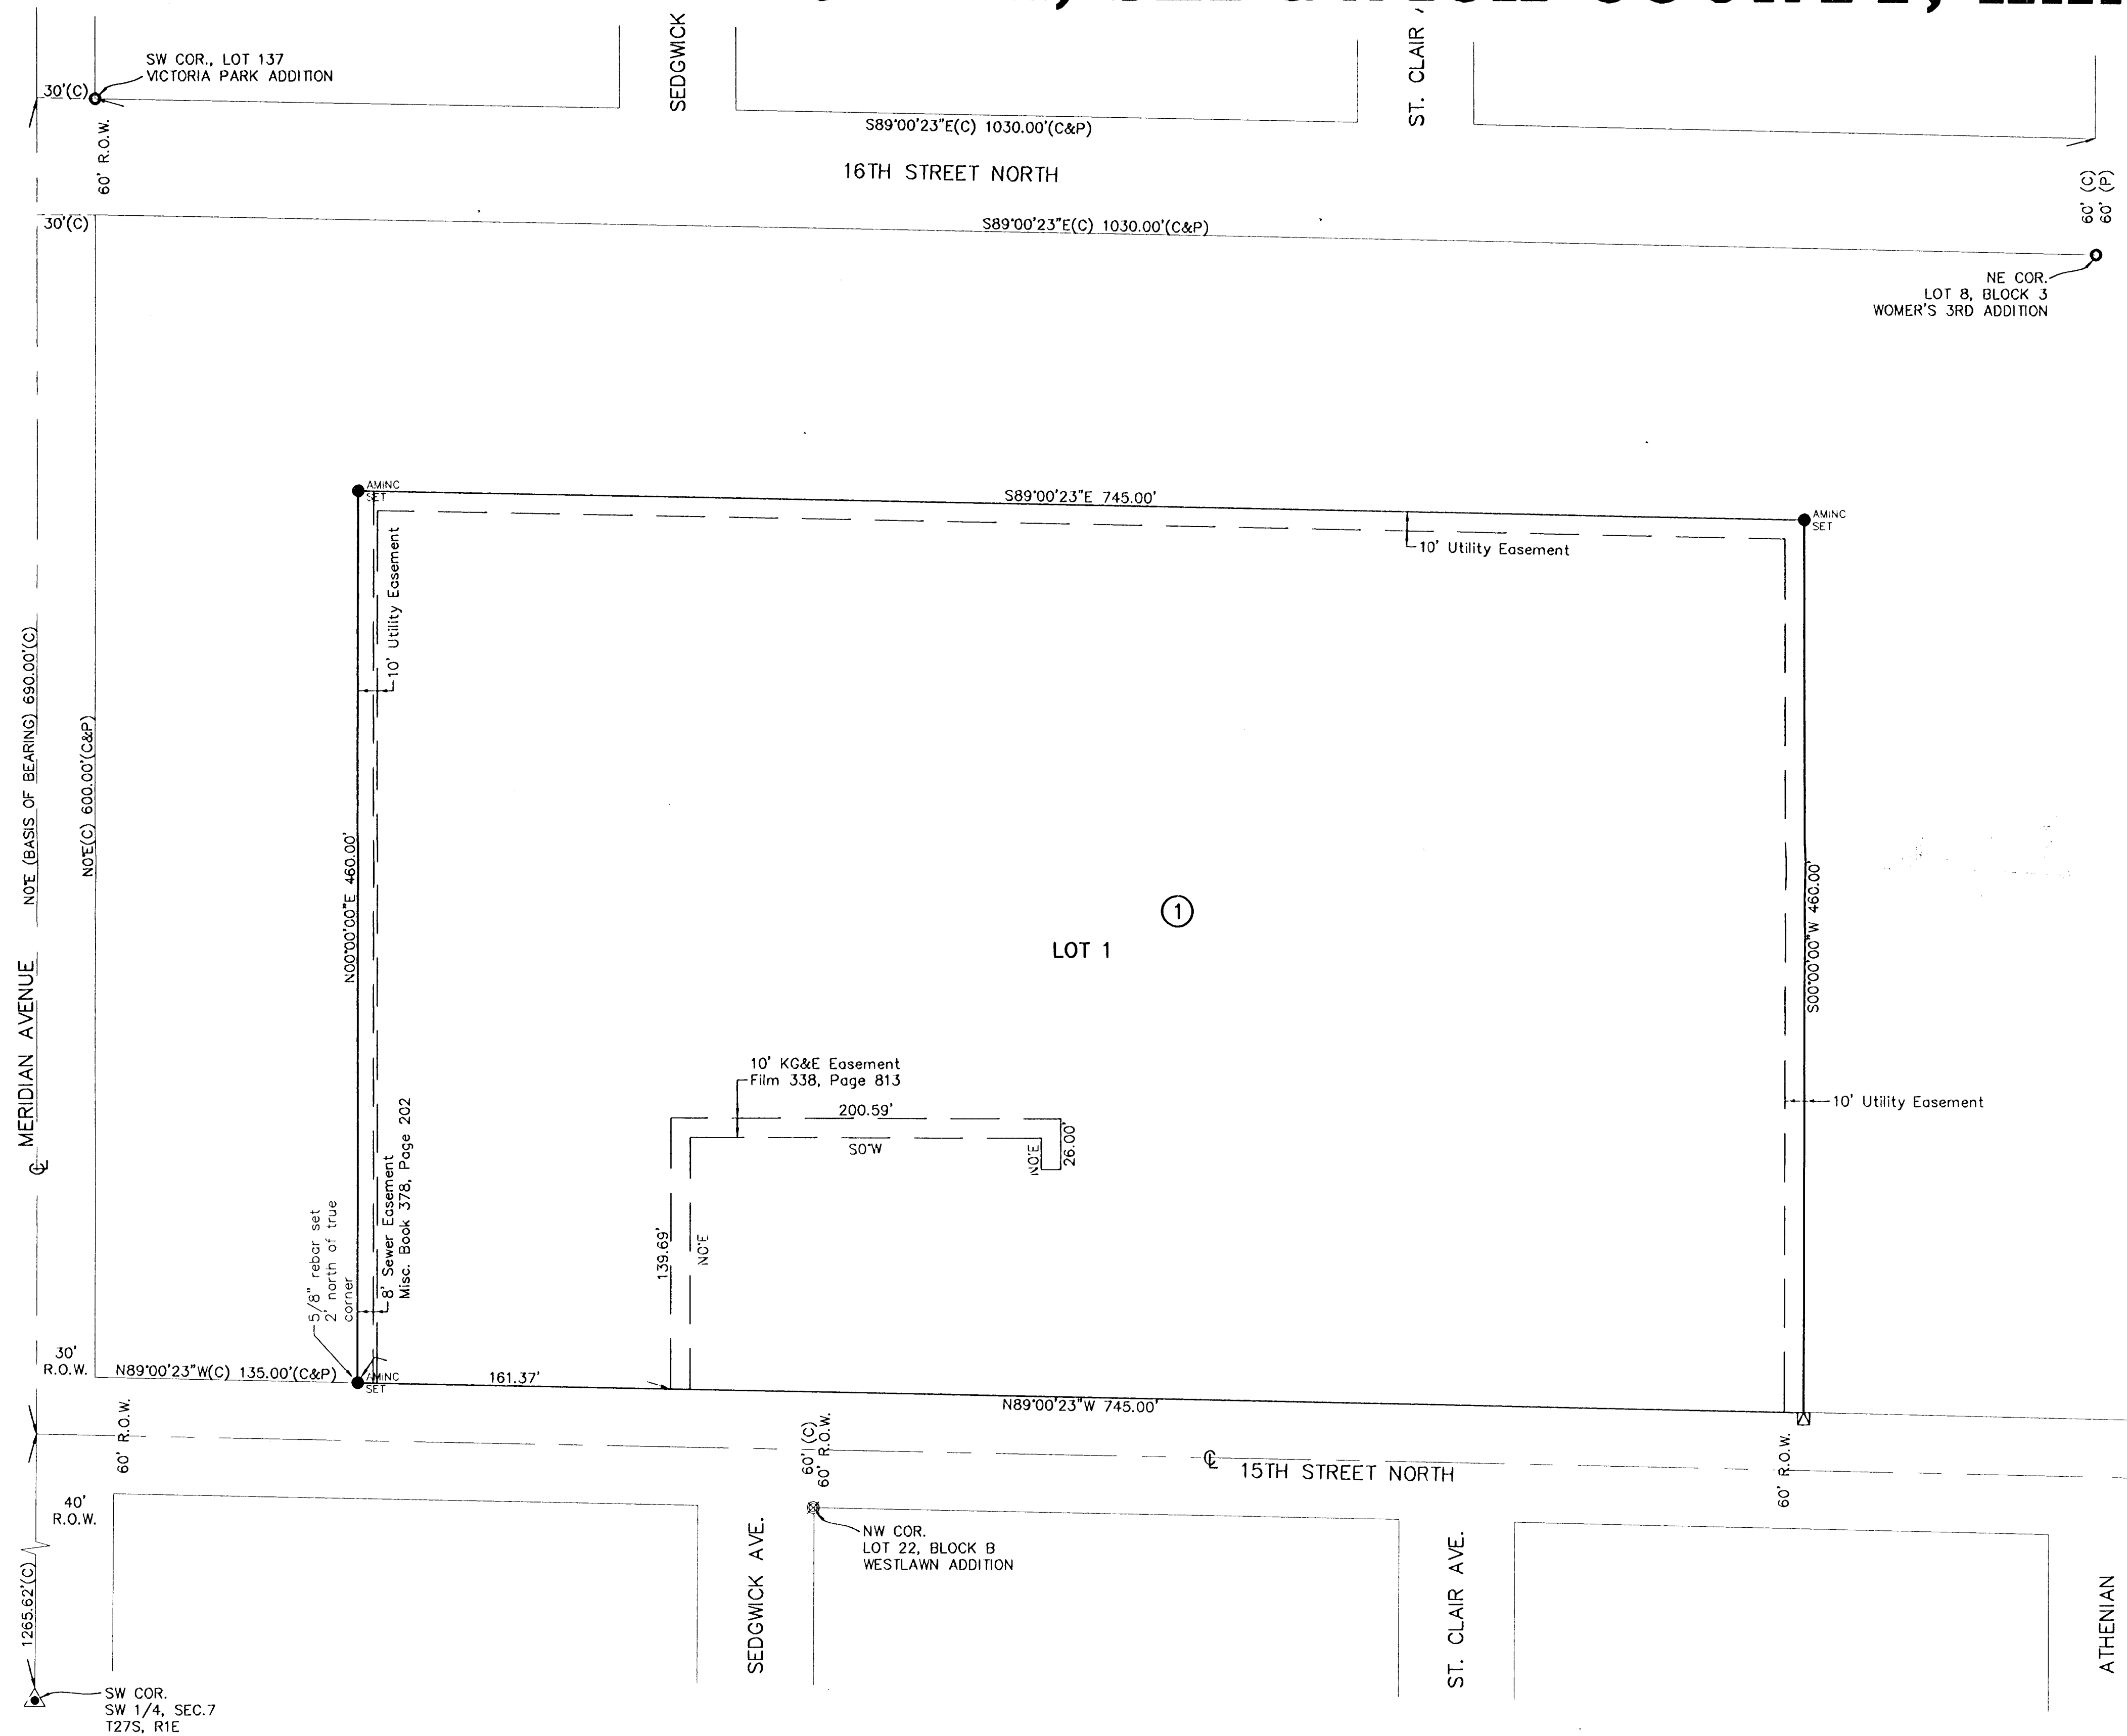 COUNTY,
SEDGWICK
ST. CLAIR
SW COR., LOT 137
VICTORIA PARK ADDITION
30'(C)
60' R.O.W.
S89°00'23"E(C) 1030.00'(C&P)
16TH STREET NORTH
60' (C)
60' (P)
30'(C)
S89°00'23"E(C) 1030.00'(C&P)
NE COR.
LOT 8, BLOCK 3
WOMER'S 3RD ADDITION
AMINC
SET
S89°00'23"E 745.00'
AMINC
SET
10' Utility Easement
10' Utility Easement
N0°E (BASIS OF BEARING) 690.00'(C)
N0°E(C) 600.00'(C&P)
MERIDIAN AVENUE
N00°00'00"E 460.00'
1
LOT 1
S00°00'00"W 460.00'
10' KG&E Easement
Film 338, Page 813
200.59'
S0°W
N0°E
26.00'
10' Utility Easement
139.69'
N0°E
8' Sewer Easement
Misc. Book 378, Page 202
5/8" rebar set
2' north of true
corner
30'
R.O.W.
N89°00'23"W(C) 135.00'(C&P)
AMINC
SET
161.37'
N89°00'23"W 745.00'
60' R.O.W.
60' (C)
60' R.O.W.
℄ 15TH STREET NORTH
60' R.O.W.
40'
R.O.W.
NW COR.
LOT 22, BLOCK B
WESTLAWN ADDITION
SEDGWICK AVE.
ST. CLAIR AVE.
ATHENIAN
1265.62'(C)
SW COR.
SW 1/4, SEC.7
T27S, R1E